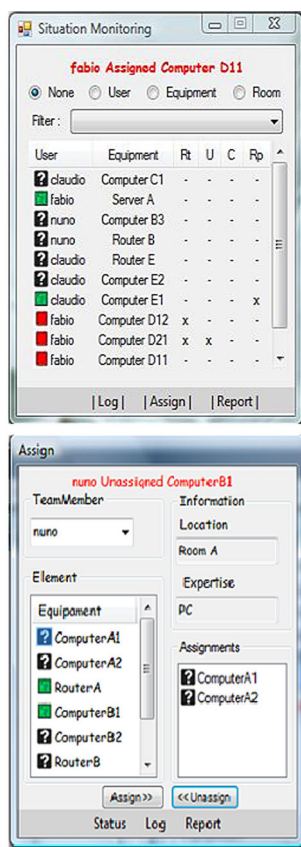 Situation Monitoring
fabio Assigned Computer D11
None User Equipment Room
Filter :
User Equipment Rt U C Rp
? claudio Computer C1 - - - -
fabio Server A - - - -
? nuno Computer B3 - - - -
? nuno Router B - - - -
? claudio Router E - - - -
? claudio Computer E2 - - - -
claudio Computer E1 - - - x
fabio Computer D12 x - - -
fabio Computer D21 x x - -
fabio Computer D11 - - - -
|Log| |Assign| |Report|
Assign
nuno Unassigned ComputerB1
TeamMember
nuno
Element
Equipament
? ComputerA1
? ComputerA2
RouterA
ComputerB1
? ComputerB2
? RouterB
Information
Location
Room A
Expertise
PC
Assignments
? ComputerA1
? ComputerA2
Assign>> <<Unassign
Status Log Report